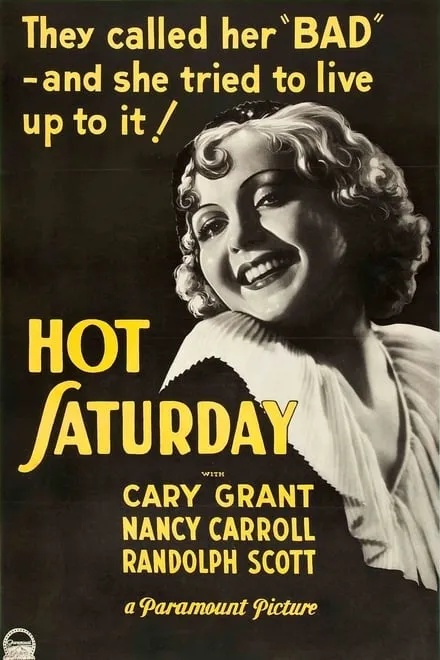 They called her "BAD"
-and she tried to live
up to it!
HOT
SATURDAY
WITH
CARY GRANT
NANCY CARROLL
RANDOLPH SCOTT
a Paramount Picture
Paramount